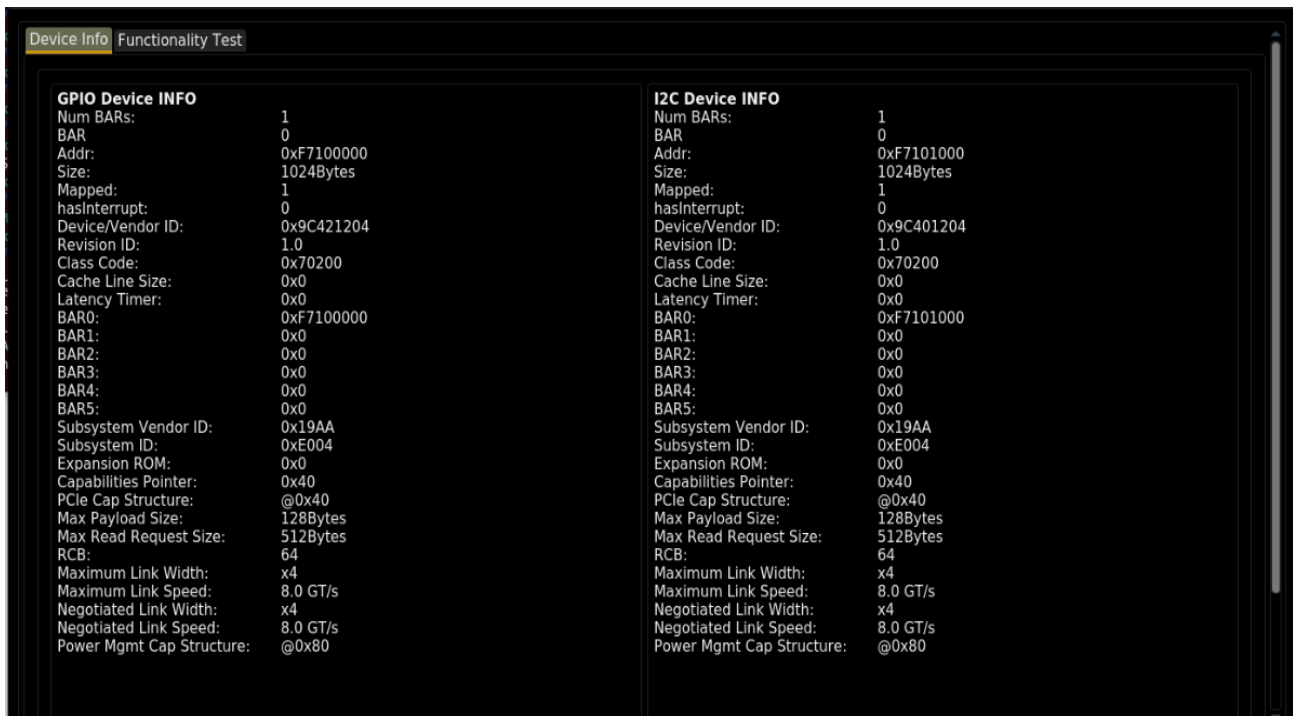 Device Info Functionality Test
GPIO Device INFO
Num BARs: 1
BAR 0
Addr: 0xF7100000
Size: 1024Bytes
Mapped: 1
hasInterrupt: 0
Device/Vendor ID: 0x9C421204
Revision ID: 1.0
Class Code: 0x70200
Cache Line Size: 0x0
Latency Timer: 0x0
BAR0: 0xF7100000
BAR1: 0x0
BAR2: 0x0
BAR3: 0x0
BAR4: 0x0
BAR5: 0x0
Subsystem Vendor ID: 0x19AA
Subsystem ID: 0xE004
Expansion ROM: 0x0
Capabilities Pointer: 0x40
PCIe Cap Structure: @0x40
Max Payload Size: 128Bytes
Max Read Request Size: 512Bytes
RCB: 64
Maximum Link Width: x4
Maximum Link Speed: 8.0 GT/s
Negotiated Link Width: x4
Negotiated Link Speed: 8.0 GT/s
Power Mgmt Cap Structure: @0x80
I2C Device INFO
Num BARs: 1
BAR 0
Addr: 0xF7101000
Size: 1024Bytes
Mapped: 1
hasInterrupt: 0
Device/Vendor ID: 0x9C401204
Revision ID: 1.0
Class Code: 0x70200
Cache Line Size: 0x0
Latency Timer: 0x0
BAR0: 0xF7101000
BAR1: 0x0
BAR2: 0x0
BAR3: 0x0
BAR4: 0x0
BAR5: 0x0
Subsystem Vendor ID: 0x19AA
Subsystem ID: 0xE004
Expansion ROM: 0x0
Capabilities Pointer: 0x40
PCIe Cap Structure: @0x40
Max Payload Size: 128Bytes
Max Read Request Size: 512Bytes
RCB: 64
Maximum Link Width: x4
Maximum Link Speed: 8.0 GT/s
Negotiated Link Width: x4
Negotiated Link Speed: 8.0 GT/s
Power Mgmt Cap Structure: @0x80